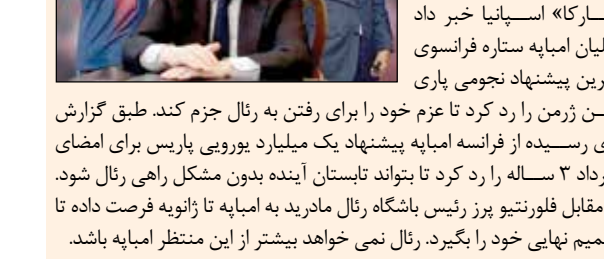 ـارکا» اسـپانیا خبر داد
لیان امباپه ستاره فرانسوی
رین پیشنهاد نجومی پاری
ـن ژرمن را رد کرد تا عزم خود را برای رفتن به رئال جزم کند. طبق گزارش
ی رسـیده از فرانسه امباپه پیشنهاد یک میلیارد یورویی پاریس برای امضای
رداد ۳ سـاله را رد کرد تا بتواند تابستان آینده بدون مشکل راهی رئال شود.
مقابل فلورنتیو پرز رئیس باشگاه رئال مادرید به امباپه تا ژانویه فرصت داده تا
میم نهایی خود را بگیرد. رئال نمی خواهد بیشتر از این منتظر امباپه باشد.